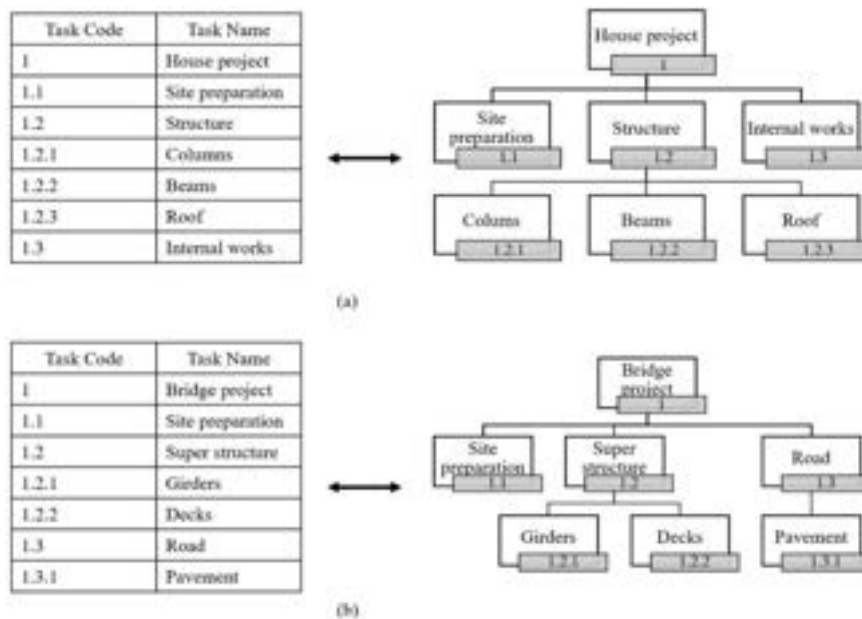 Task Code Task Name
1 House project
1.1 Site preparation
1.2 Structure
1.2.1 Columns
1.2.2 Beams
1.2.3 Roof
1.3 Internal works
House project
1
Site
preparation
1.1
Structure
1.2
Internal works
1.3
Colums
1.2.1
Beams
1.2.2
Roof
1.2.3
(a)
Task Code Task Name
1 Bridge project
1.1 Site preparation
1.2 Super structure
1.2.1 Girders
1.2.2 Decks
1.3 Road
1.3.1 Pavement
Bridge
project
1
Site
preparation
1.1
Super
structure
1.2
Road
1.3
Girders
1.2.1
Decks
1.2.2
Pavement
1.3.1
(b)